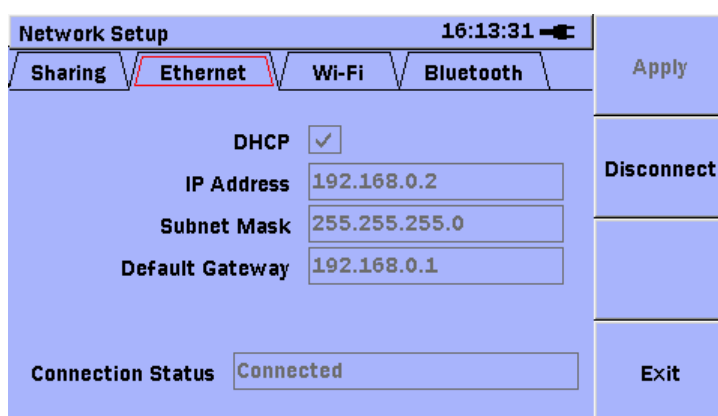 Network Setup 16:13:31
Sharing Ethernet Wi-Fi Bluetooth
DHCP
IP Address 192.168.0.2
Subnet Mask 255.255.255.0
Default Gateway 192.168.0.1
Connection Status Connected
Apply
Disconnect
Exit